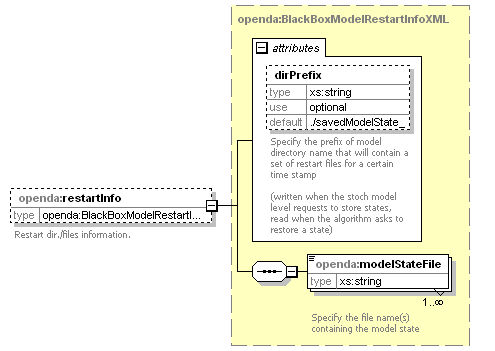 openda:BlackBoxModelRestartInfoXML
attributes
dirPrefix
type xs:string
use optional
default ./savedModelState_
Specify the prefix of model
directory name that will contain a
set of restart files for a certain
time stamp
(written when the stoch model
level requests to store states,
read when the algorithm asks to
restore a state)
openda:restartInfo
type openda:BlackBoxModelRestartI...
Restart dir./files information.
openda:modelStateFile
type xs:string
1..∞
Specify the file name(s)
containing the model state